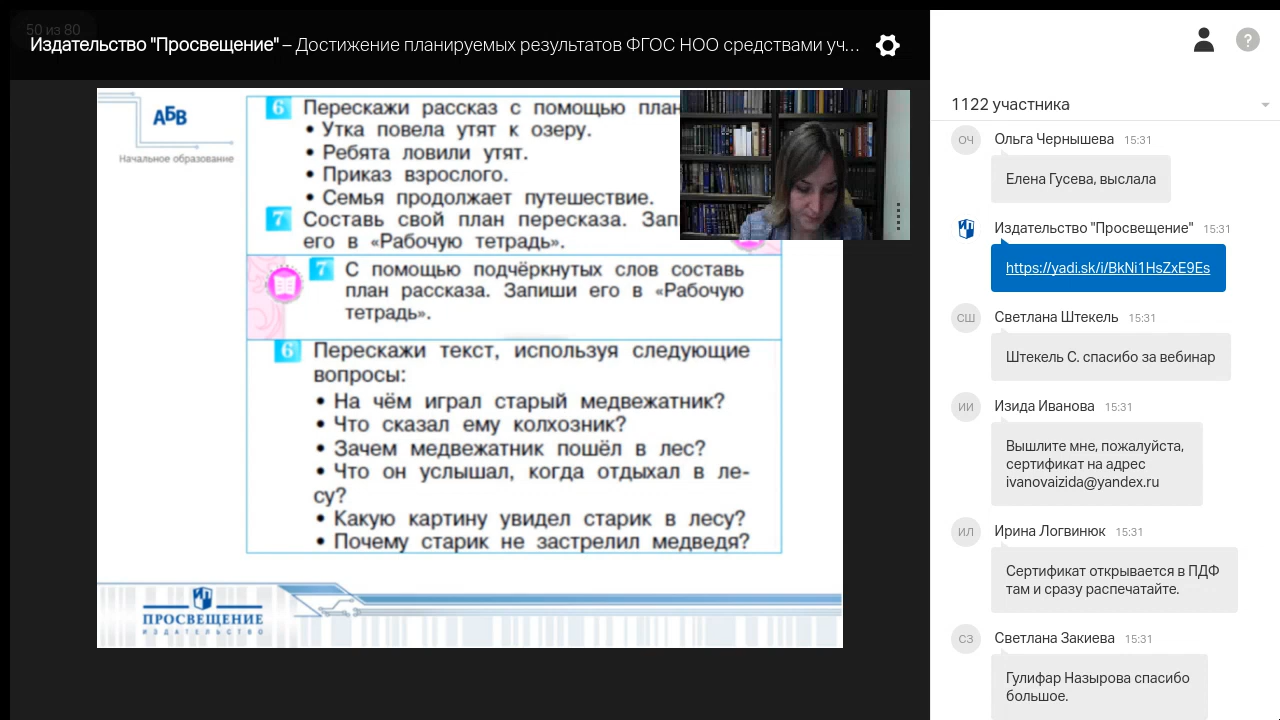 50 из 80
Издательство "Просвещение" – Достижение планируемых результатов ФГОС НОО средствами уч…
?
АБВ
Начальное образование
6 Перескажи рассказ с помощью
• Утка повела утят к озеру.
• Ребята ловили утят.
• Приказ взрослого.
• Семья продолжает путешествие.
7 Составь свой план пересказа.
его в «Рабочую тетрадь».
7 С помощью подчёркнутых слов составь
план рассказа. Запиши его в «Рабочую
тетрадь».
6 Перескажи текст, используя следующие
вопросы:
• На чём играл старый медвежатник?
• Что сказал ему колхозник?
• Зачем медвежатник пошёл в лес?
• Что он услышал, когда отдыхал в ле-
су?
• Какую картину увидел старик в лесу?
• Почему старик не застрелил медведя?
ПРОСВЕЩЕНИЕ
ИЗДАТЕЛЬСТВО
1122 участника
ОЧ Ольга Чернышева 15:31
Елена Гусева, выслала
Издательство "Просвещение" 15:31
https://yadi.sk/i/BkNi1HsZxE9Es
СШ Светлана Штекель 15:31
Штекель С. спасибо за вебинар
ИИ Изида Иванова 15:31
Вышлите мне, пожалуйста,
сертификат на адрес
ivanovaizida@yandex.ru
ИЛ Ирина Логвинюк 15:31
Сертификат открывается в ПДФ
там и сразу распечатайте.
СЗ Светлана Закиева 15:31
Гулифар Назырова спасибо
большое.